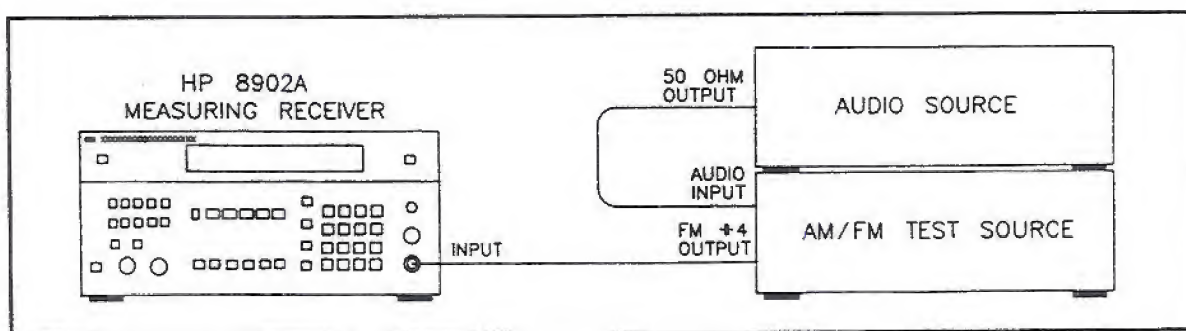 HP 8902A
MEASURING RECEIVER
INPUT
50 OHM
OUTPUT
AUDIO SOURCE
AUDIO
INPUT
FM ÷4
OUTPUT
AM/FM TEST SOURCE